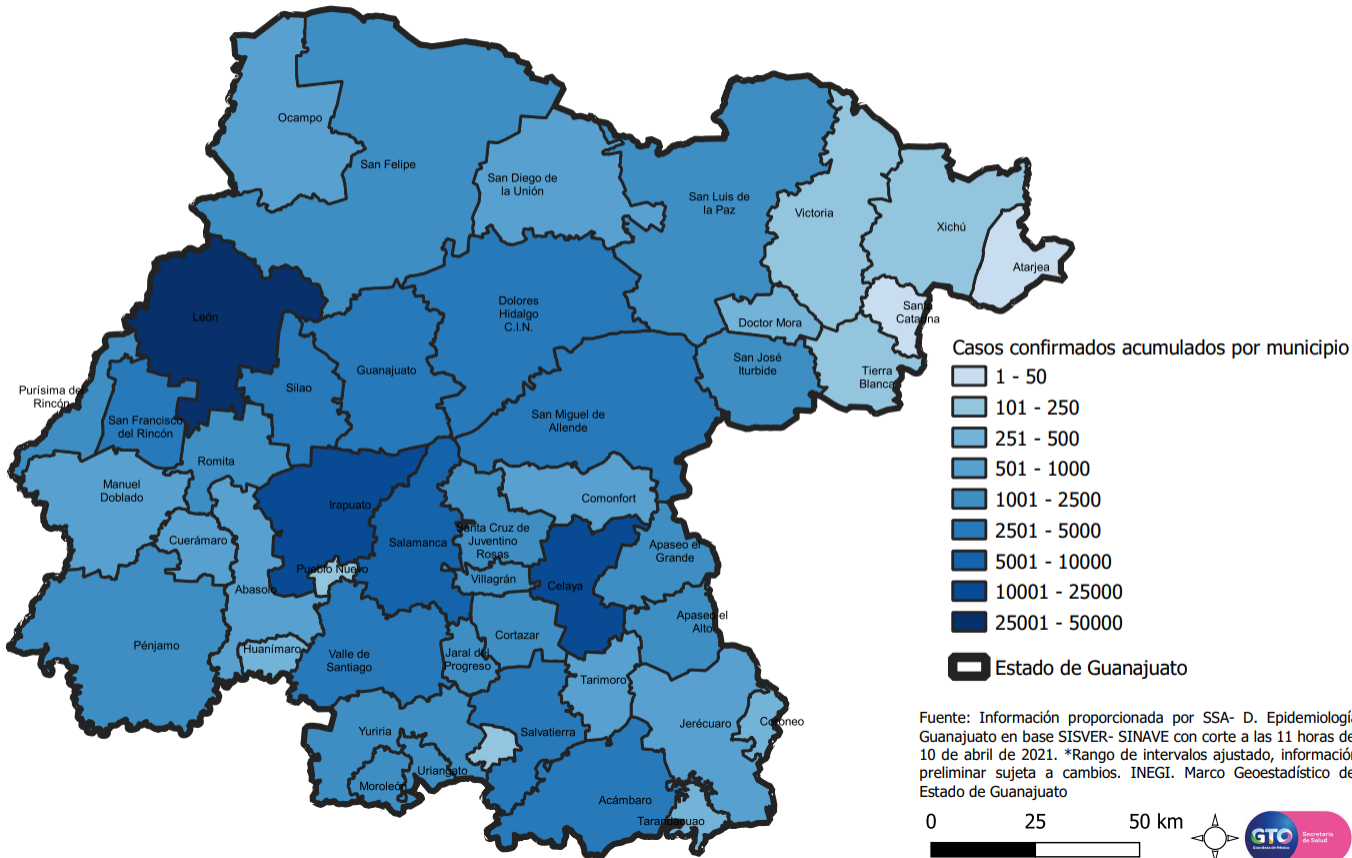 Ocampo
San Felipe
San Diego de
la Unión
San Luis de
la Paz
Victoria
Xichú
Atarjea
León
Dolores
Hidalgo
C.I.N.
Santa
Catarina
Doctor Mora
Guanajuato
Silao
San José
Iturbide
Tierra
Blanca
Purísima del
Rincón
San Francisco
del Rincón
San Miguel de
Allende
Romita
Manuel
Doblado
Irapuato
Comonfort
Cuerámaro
Salamanca
Santa Cruz de
Juventino
Rosas
Apaseo el
Grande
Pueblo Nuevo
Villagrán
Celaya
Abasolo
Apaseo el
Alto
Pénjamo
Huanímaro
Valle de
Santiago
Jaral del
Progreso
Cortazar
Tarimoro
Jerécuaro
Coroneo
Yuriria
Salvatierra
Uriangato
Moroleón
Acámbaro
Tarandacuao
Casos confirmados acumulados por municipio
1 - 50
101 - 250
251 - 500
501 - 1000
1001 - 2500
2501 - 5000
5001 - 10000
10001 - 25000
25001 - 50000
Estado de Guanajuato
Fuente: Información proporcionada por SSA- D. Epidemiología
Guanajuato en base SISVER- SINAVE con corte a las 11 horas de
10 de abril de 2021. *Rango de intervalos ajustado, información
preliminar sujeta a cambios. INEGI. Marco Geoestadístico de
Estado de Guanajuato
0 25 50 km
GTO
Grandeza de México
Secretaría
de Salud